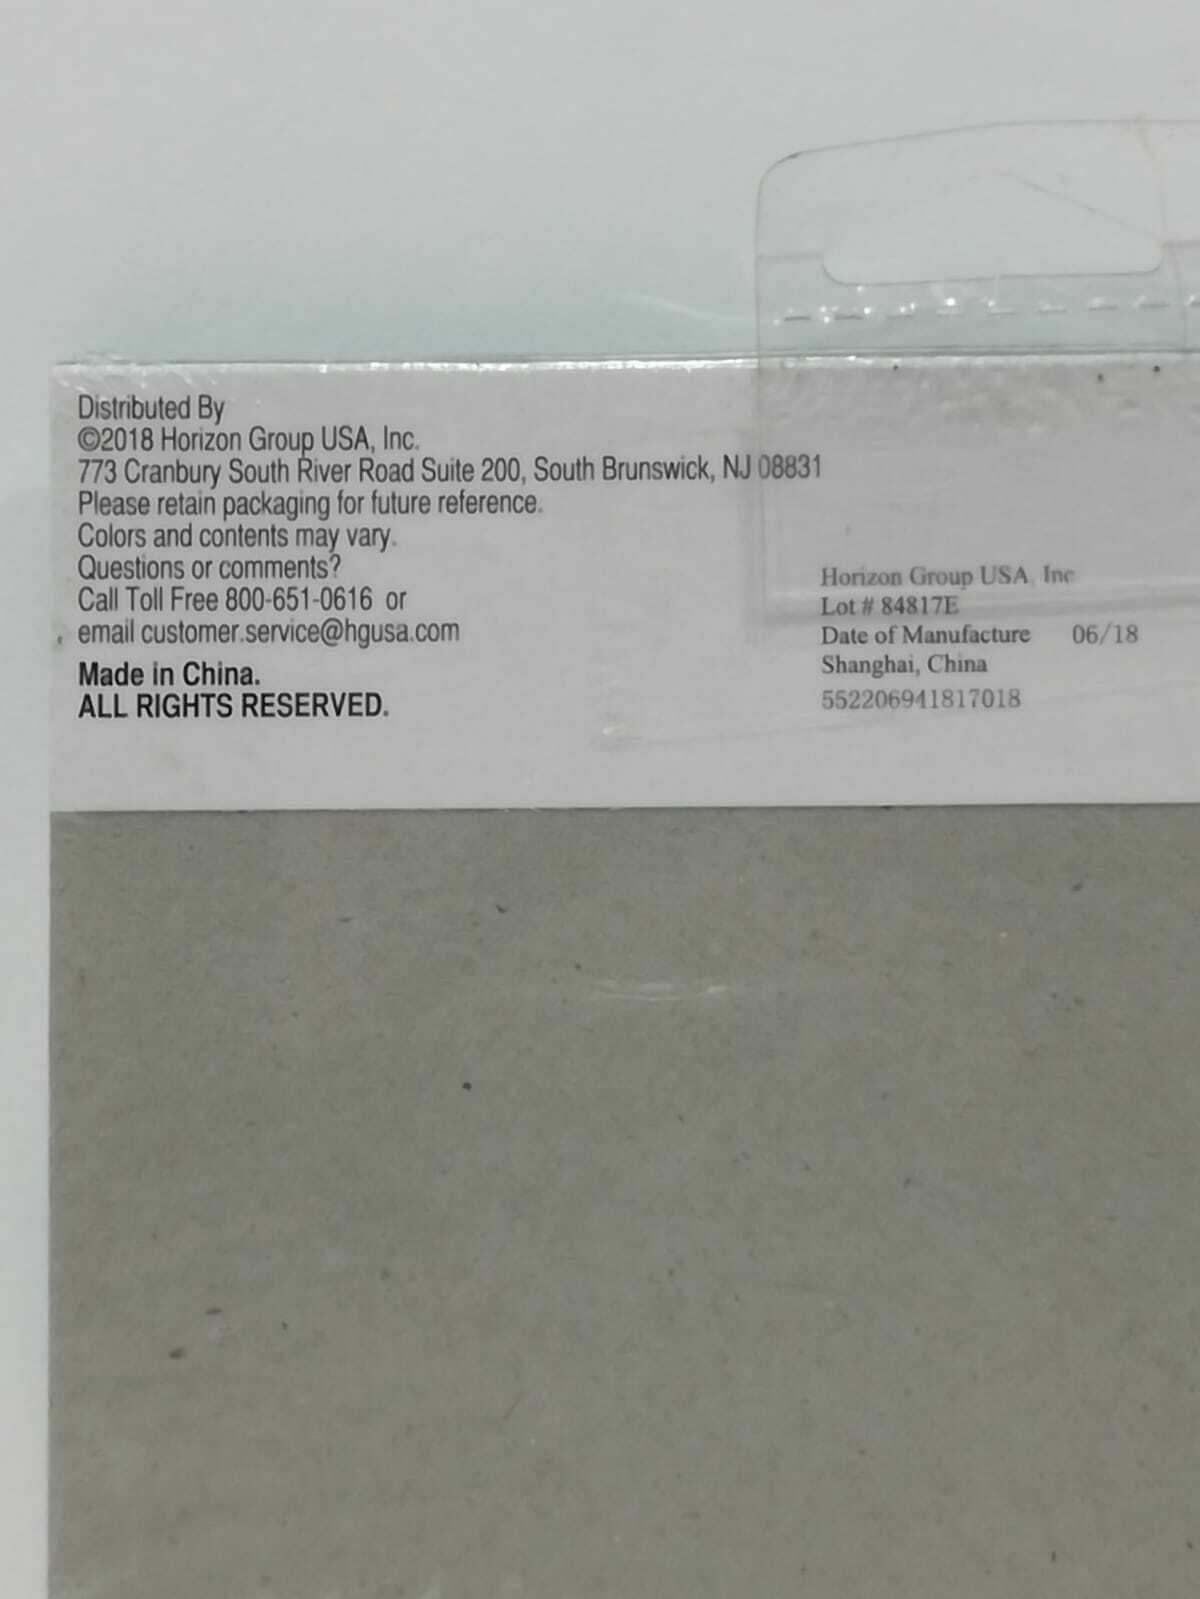 Distributed By
©2018 Horizon Group USA, Inc.
773 Cranbury South River Road Suite 200, South Brunswick, NJ 08831
Please retain packaging for future reference.
Colors and contents may vary.
Questions or comments?
Call Toll Free 800-651-0616 or
email customer.service@hgusa.com
Made in China.
ALL RIGHTS RESERVED.
Horizon Group USA, Inc
Lot # 84817E
Date of Manufacture 06/18
Shanghai, China
552206941817018